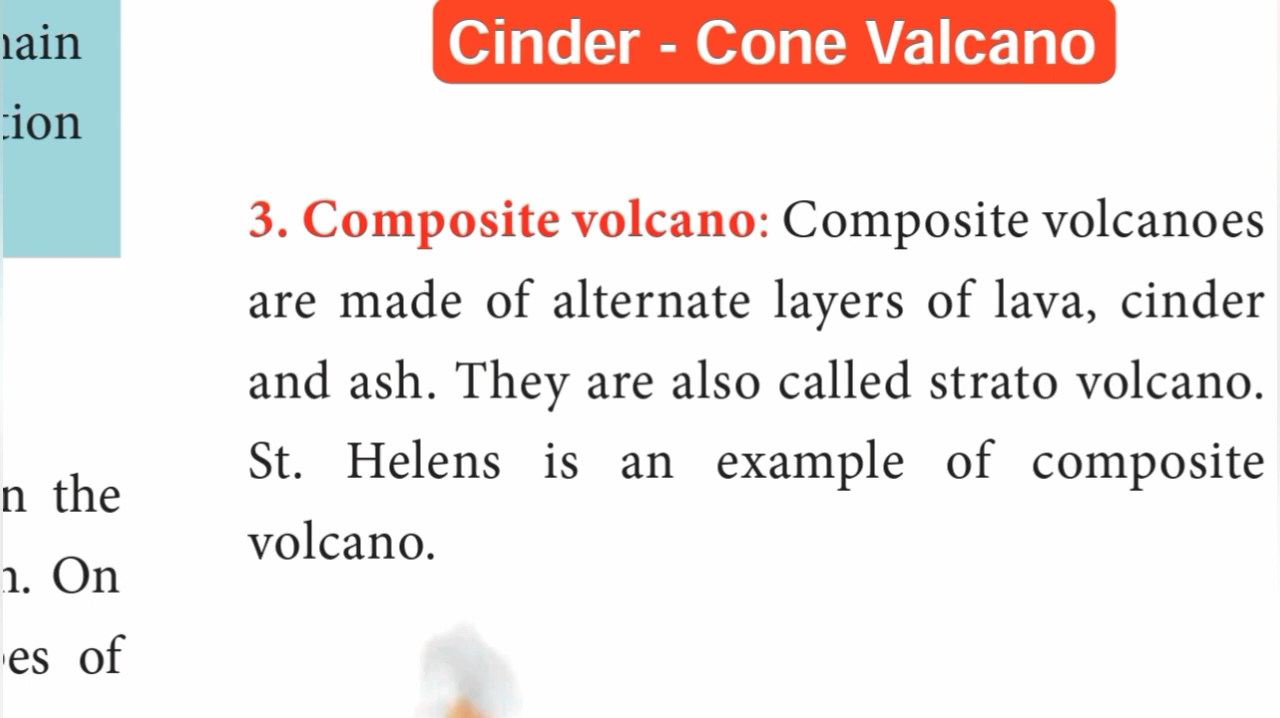 Cinder - Cone Valcano
tion
3. Composite volcano: Composite volcanoes
are made of alternate layers of lava, cinder
and ash. They are also called strato volcano.
St. Helens is an example of composite
volcano.
the
On
of